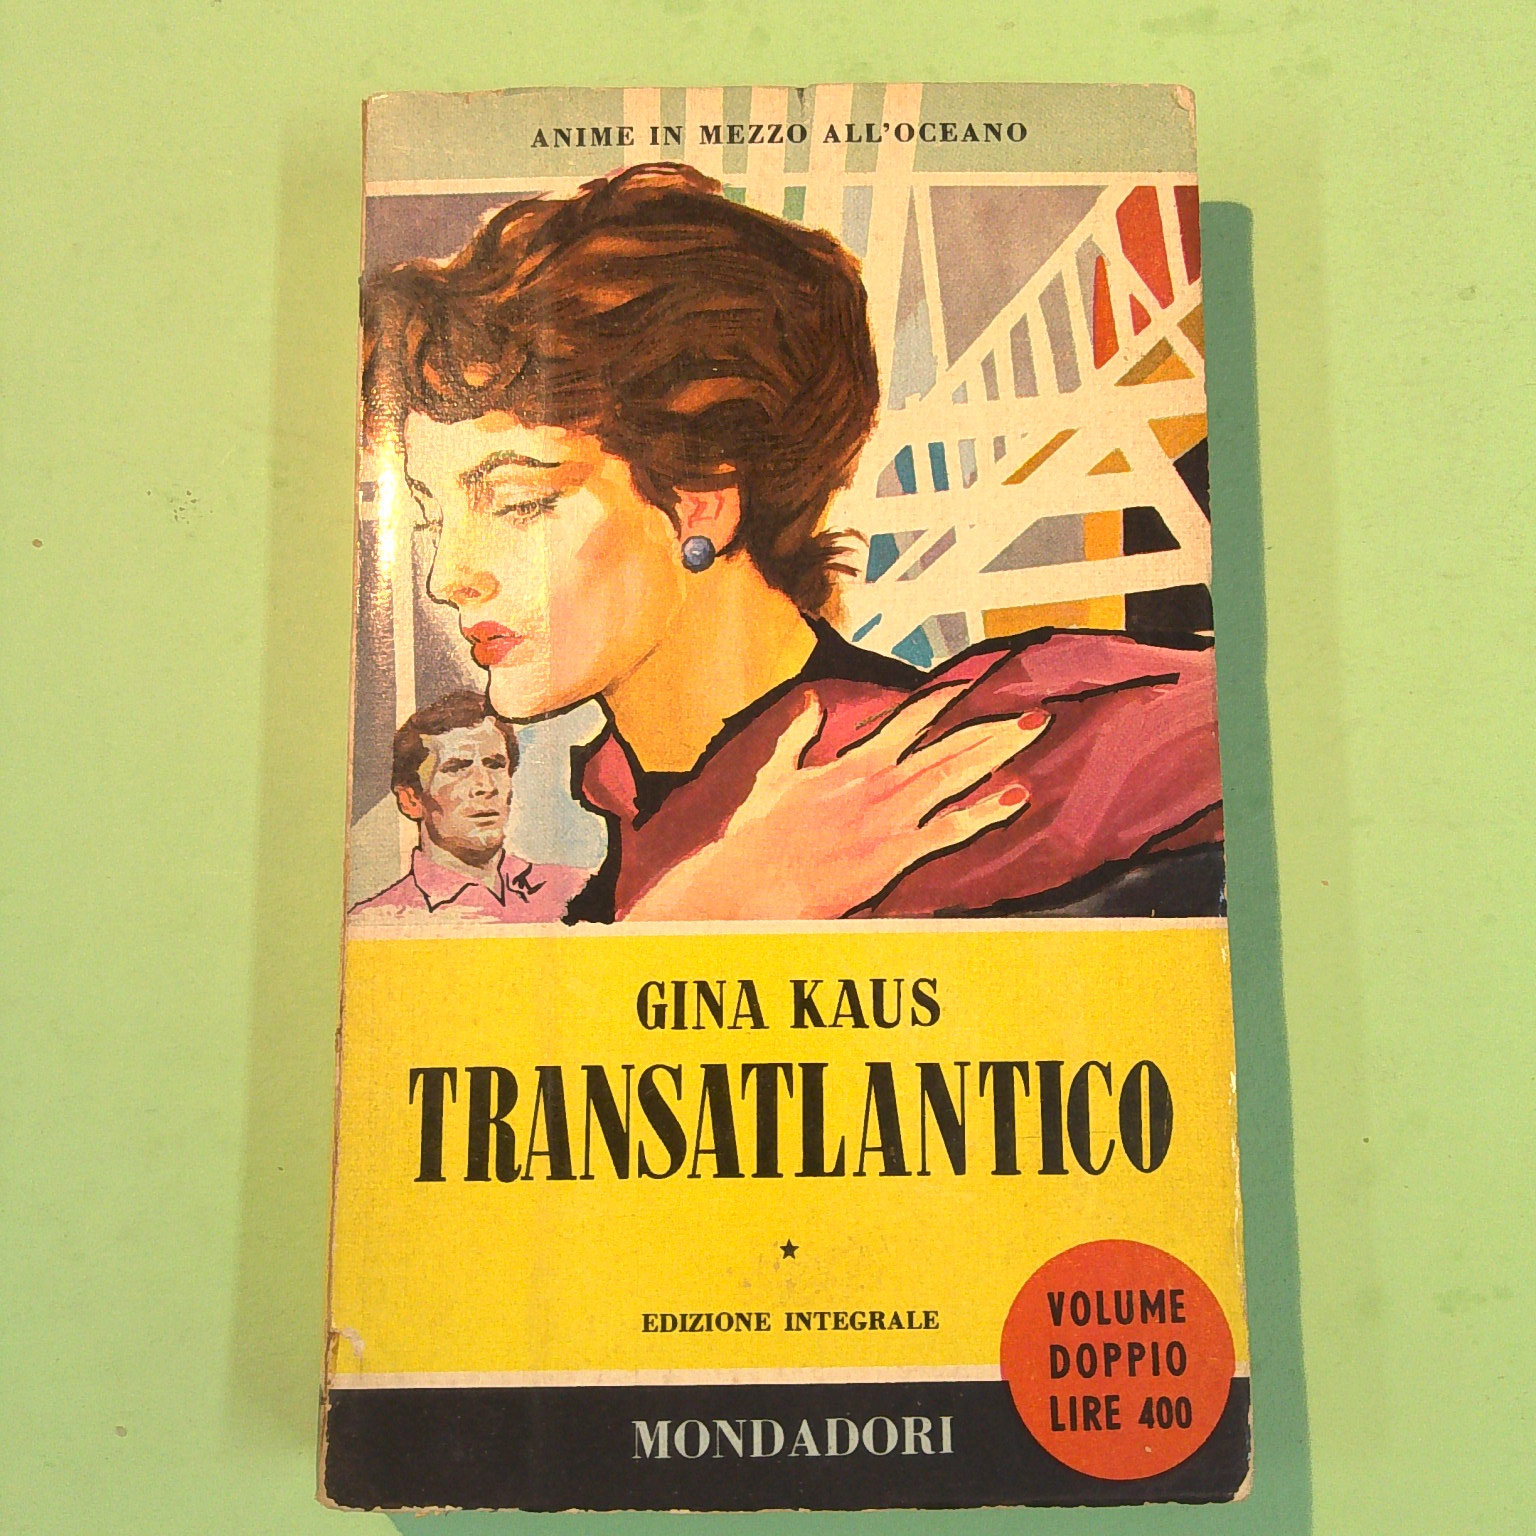 ANIME IN MEZZO ALL'OCEANO
GINA KAUS
TRANSATLANTICO
★
EDIZIONE INTEGRALE
VOLUME
DOPPIO
LIRE 400
MONDADORI